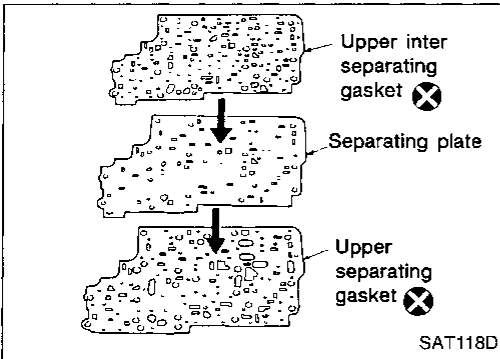 Upper inter
separating
gasket
Separating plate
Upper
separating
gasket
SAT118D